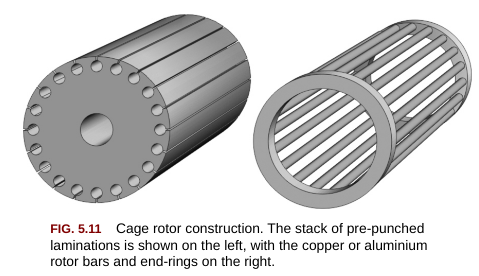 FIG. 5.11 Cage rotor construction. The stack of pre-punched
laminations is shown on the left, with the copper or aluminium
rotor bars and end-rings on the right.